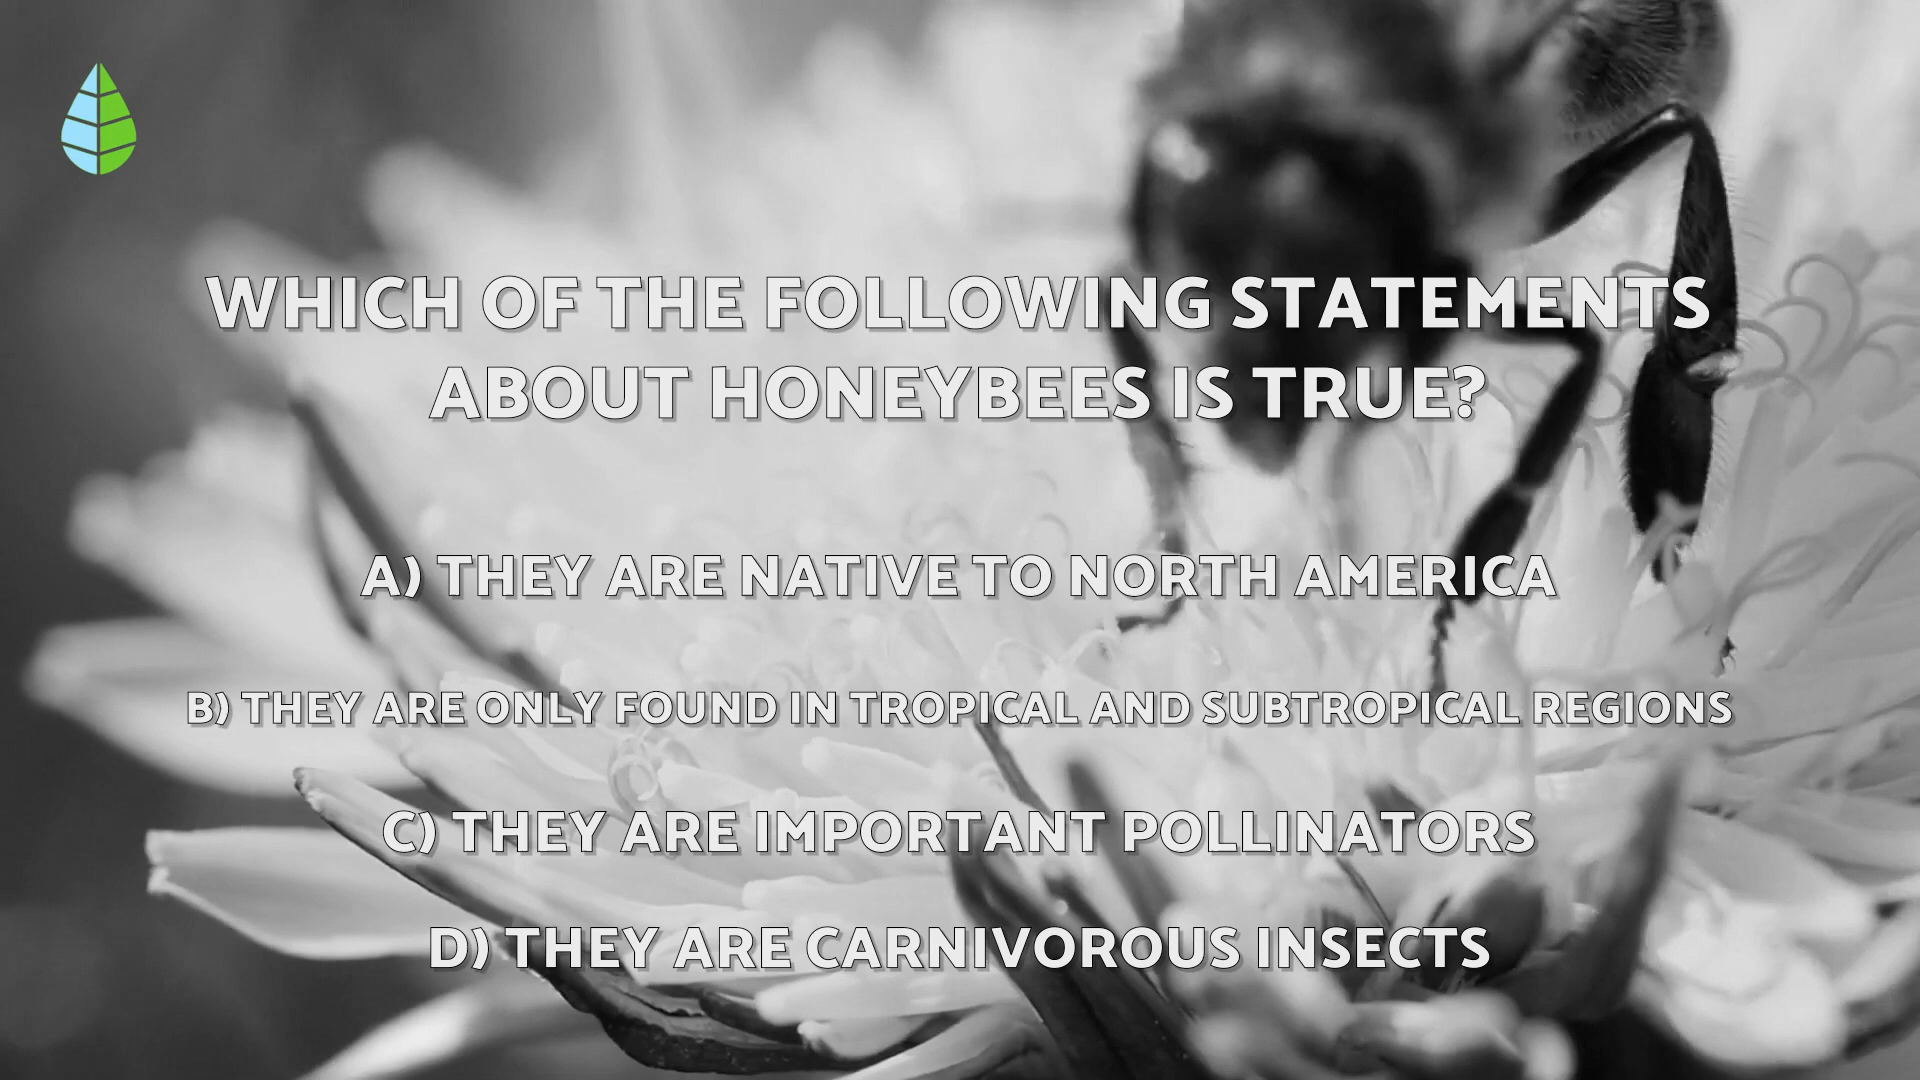 WHICH OF THE FOLLOWING STATEMENTS
ABOUT HONEYBEES IS TRUE?
A) THEY ARE NATIVE TO NORTH AMERICA
B) THEY ARE ONLY FOUND IN TROPICAL AND SUBTROPICAL REGIONS
C) THEY ARE IMPORTANT POLLINATORS
D) THEY ARE CARNIVOROUS INSECTS